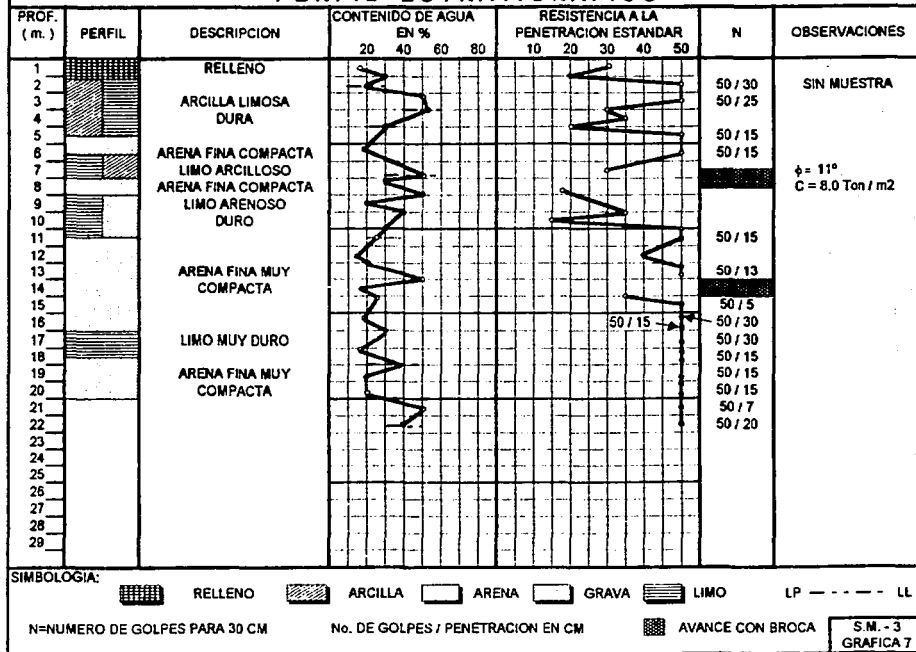 PERFIL ESTRATIGRAFICO
PROF. (m.)
PERFIL
DESCRIPCION
CONTENIDO DE AGUA EN %
20 40 60 80
RESISTENCIA A LA PENETRACION ESTANDAR
10 20 30 40 50
N
OBSERVACIONES
1
2
3
4
5
6
7
8
9
10
11
12
13
14
15
16
17
18
19
20
21
22
23
24
25
26
27
28
29
RELLENO
ARCILLA LIMOSA
DURA
ARENA FINA COMPACTA
LIMO ARCILLOSO
ARENA FINA COMPACTA
LIMO ARENOSO
DURO
ARENA FINA MUY
COMPACTA
LIMO MUY DURO
ARENA FINA MUY
COMPACTA
50 / 15
50 / 30
50 / 25
50 / 15
50 / 15
50 / 15
50 / 13
50 / 5
50 / 30
50 / 30
50 / 15
50 / 15
50 / 15
50 / 7
50 / 20
SIN MUESTRA
ϕ = 11º
C = 8.0 Ton / m2
SIMBOLOGIA:
RELLENO ARCILLA ARENA GRAVA LIMO LP - - - - - LL
N=NUMERO DE GOLPES PARA 30 CM No. DE GOLPES / PENETRACION EN CM AVANCE CON BROCA
S.M. - 3
GRAFICA 7